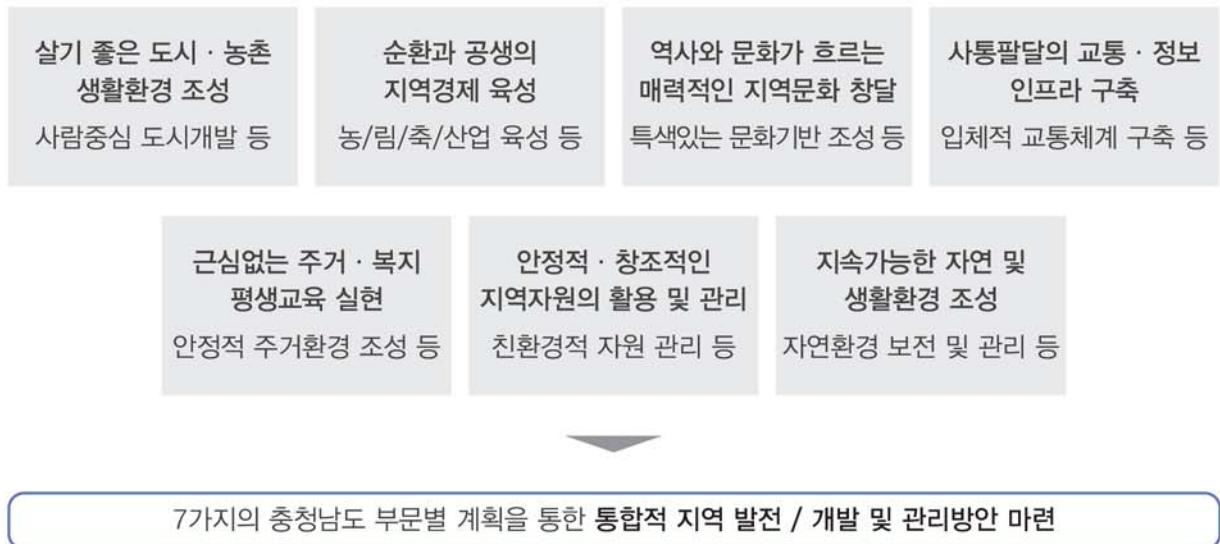 살기 좋은 도시 · 농촌
생활환경 조성
사람중심 도시개발 등
순환과 공생의
지역경제 육성
농/림/축/산업 육성 등
역사와 문화가 흐르는
매력적인 지역문화 창달
특색있는 문화기반 조성 등
사통팔달의 교통 · 정보
인프라 구축
입체적 교통체계 구축 등
근심없는 주거 · 복지
평생교육 실현
안정적 주거환경 조성 등
안정적 · 창조적인
지역자원의 활용 및 관리
친환경적 자원 관리 등
지속가능한 자연 및
생활환경 조성
자연환경 보전 및 관리 등
7가지의 충청남도 부문별 계획을 통한 통합적 지역 발전 / 개발 및 관리방안 마련